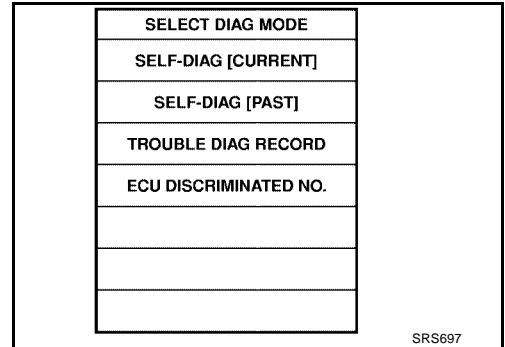 SELECT DIAG MODE
SELF-DIAG [CURRENT]
SELF-DIAG [PAST]
TROUBLE DIAG RECORD
ECU DISCRIMINATED NO.
SRS697